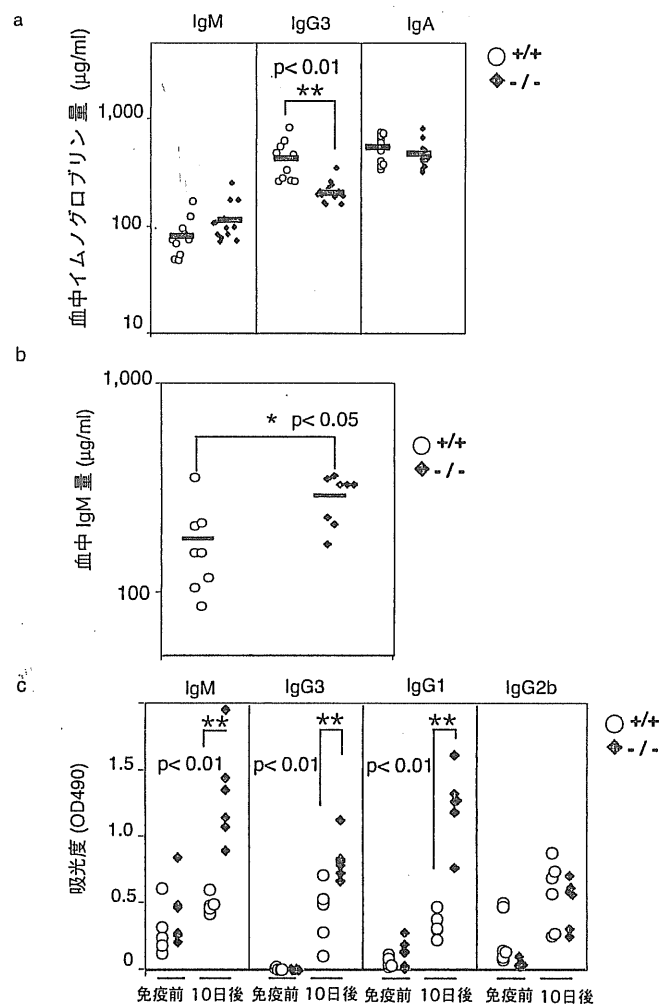 a
IgM IgG3 IgA
血中イムノグロブリン量 (μg/ml)
1,000
100
10
p< 0.01
**
+/+
-/-
b
血中 IgM 量 (μg/ml)
1,000
100
* p< 0.05
+/+
-/-
c
IgM IgG3 IgG1 IgG2b
吸光度 (OD490)
1.5
1.0
0.5
0
** ** **
p< 0.01 p< 0.01 p< 0.01
+/+
-/-
免疫前 10日後 免疫前 10日後 免疫前 10日後 免疫前 10日後